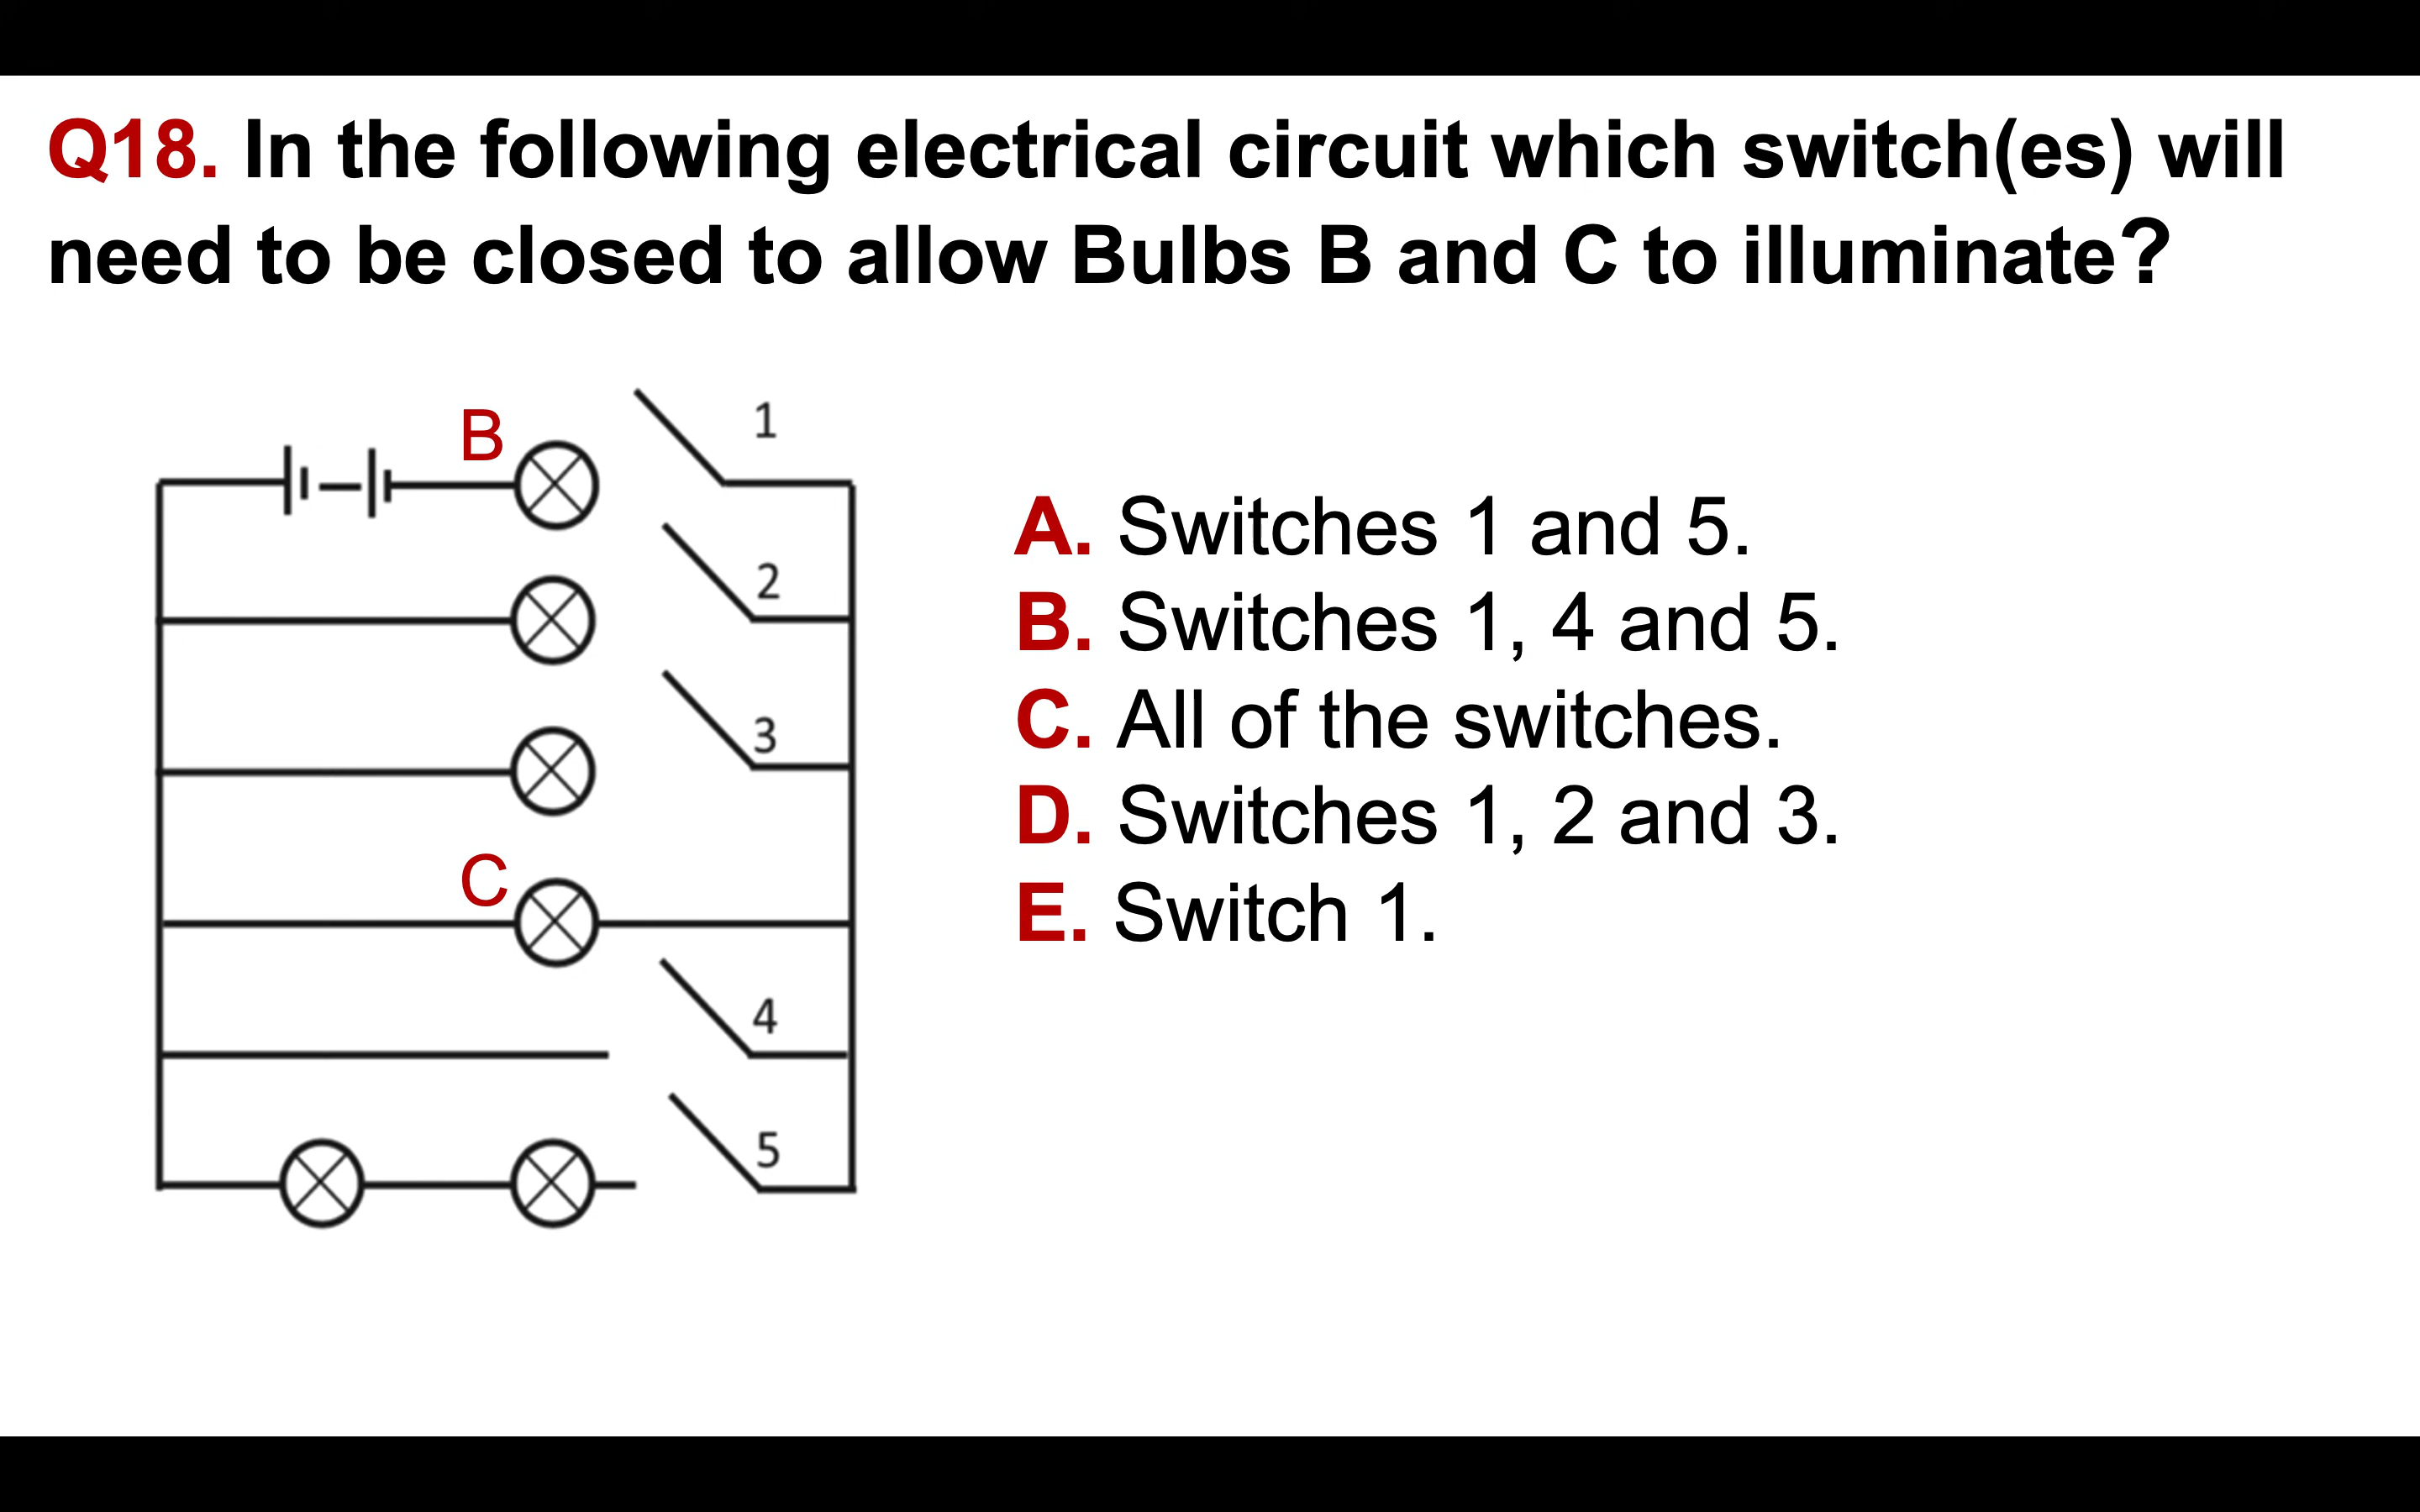 Q18. In the following electrical circuit which switch(es) will
need to be closed to allow Bulbs B and C to illuminate?
B
1
2
3
C
4
5
A. Switches 1 and 5.
B. Switches 1, 4 and 5.
C. All of the switches.
D. Switches 1, 2 and 3.
E. Switch 1.